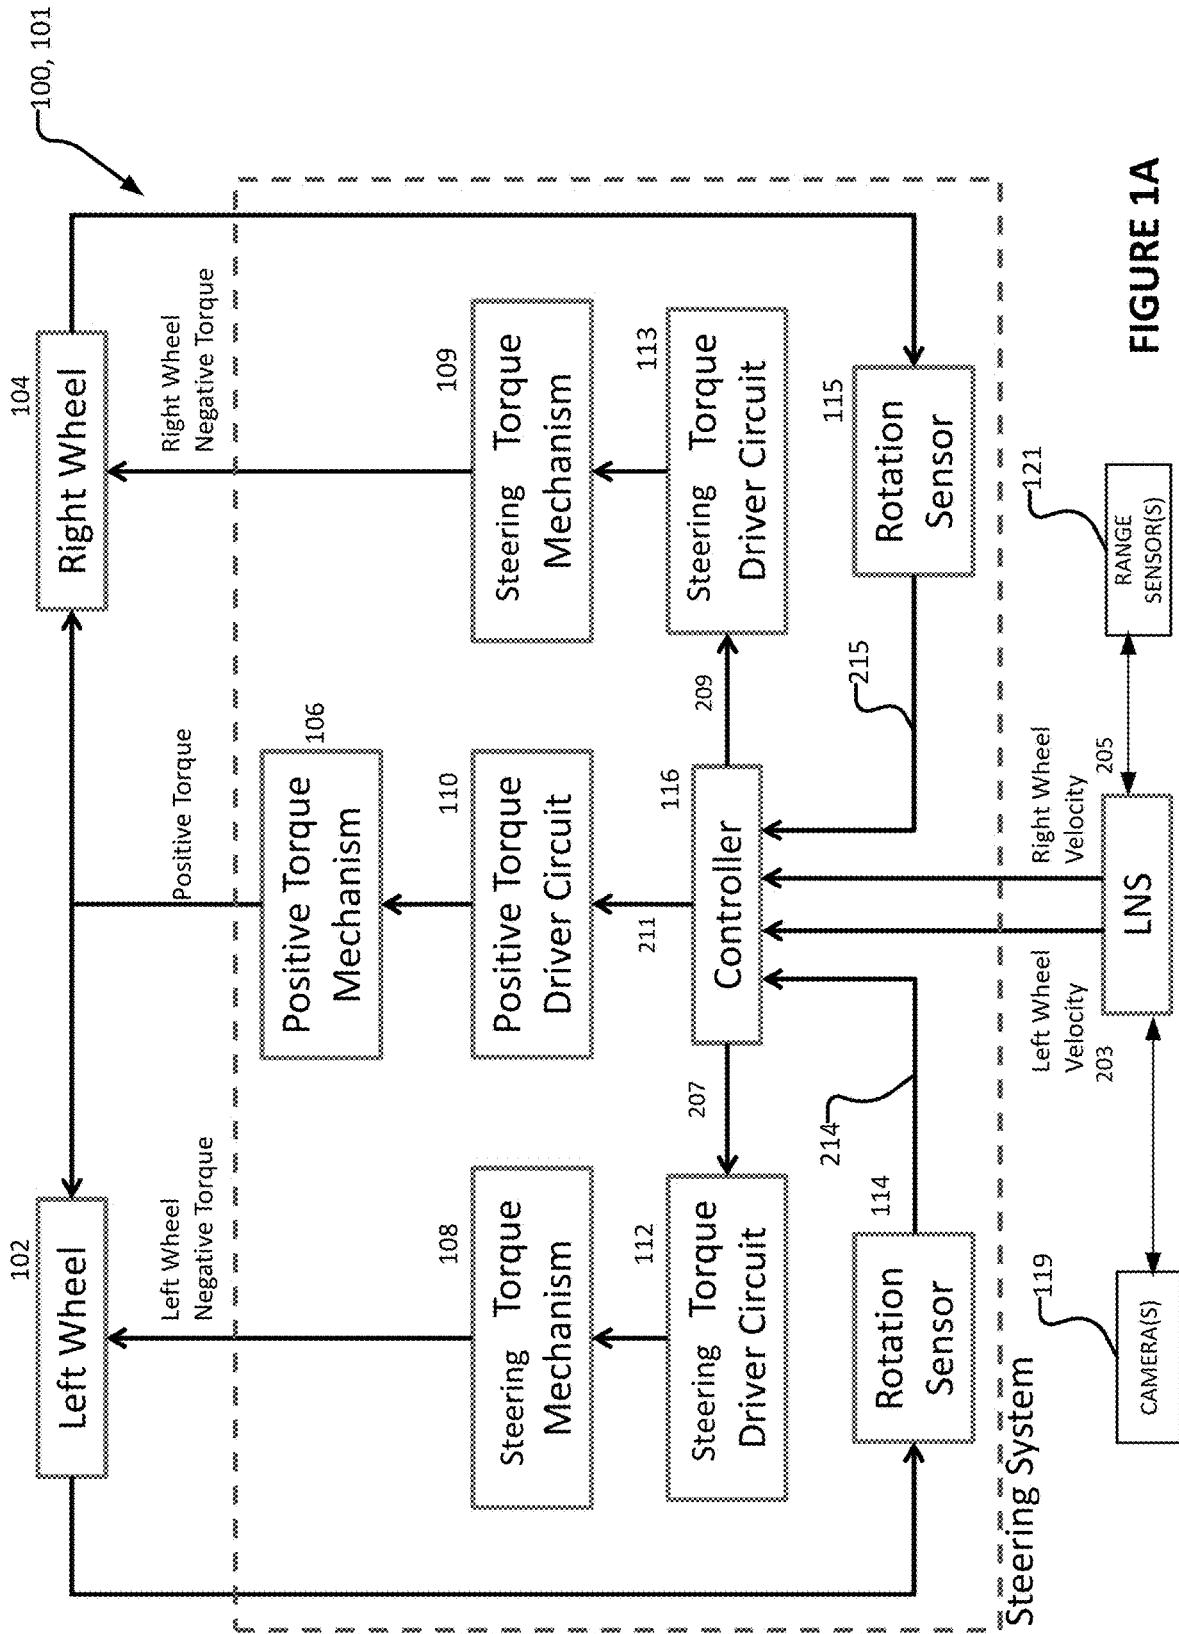 100, 101
102
Left Wheel
104
Right Wheel
Left Wheel
Negative Torque
Positive Torque
Right Wheel
Negative Torque
106
Positive Torque
Mechanism
108
Steering Torque
Mechanism
110
Positive Torque
Driver Circuit
109
Steering Torque
Mechanism
112
Steering Torque
Driver Circuit
207
211
116
Controller
209
113
Steering Torque
Driver Circuit
114
Rotation
Sensor
214
215
115
Rotation
Sensor
Steering System
Left Wheel
Velocity
203
Right Wheel
Velocity
205
119
CAMERA(S)
LNS
121
RANGE
SENSOR(S)
FIGURE 1A